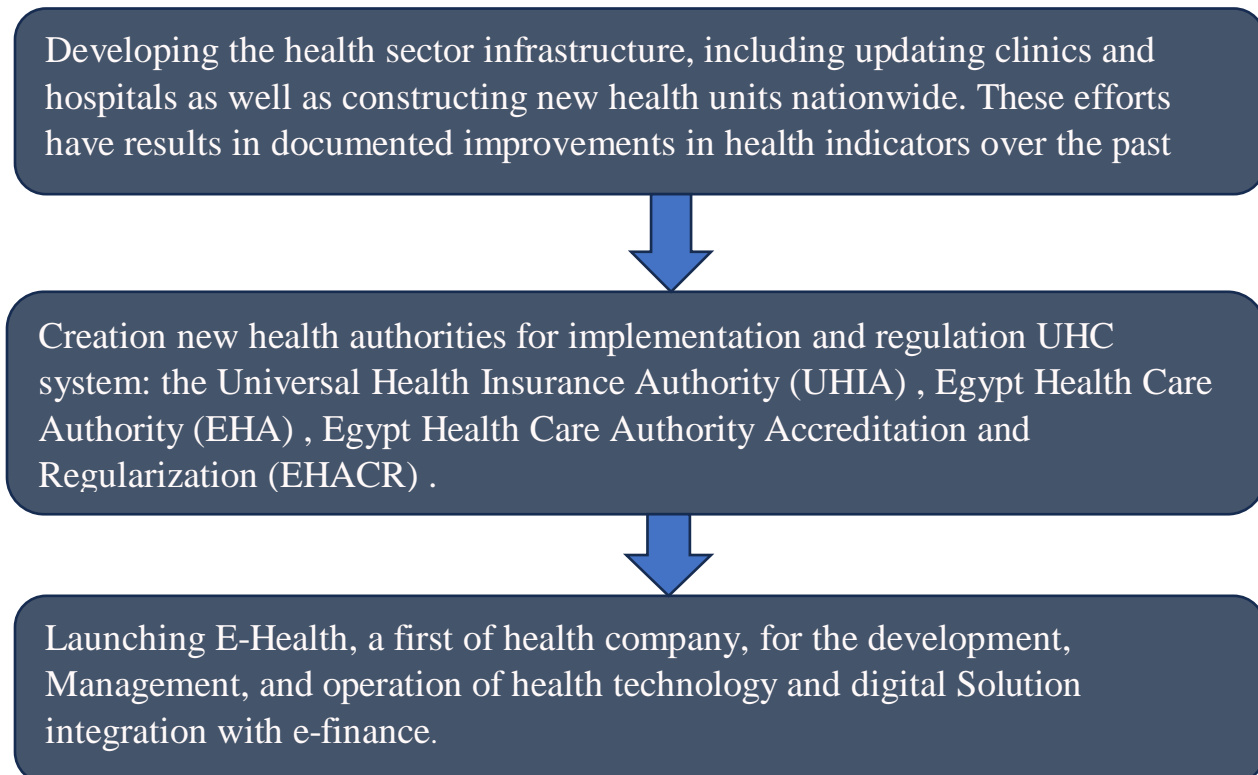 Developing the health sector infrastructure, including updating clinics and
hospitals as well as constructing new health units nationwide. These efforts
have results in documented improvements in health indicators over the past
Creation new health authorities for implementation and regulation UHC
system: the Universal Health Insurance Authority (UHIA) , Egypt Health Care
Authority (EHA) , Egypt Health Care Authority Accreditation and
Regularization (EHACR) .
Launching E-Health, a first of health company, for the development,
Management, and operation of health technology and digital Solution
integration with e-finance.